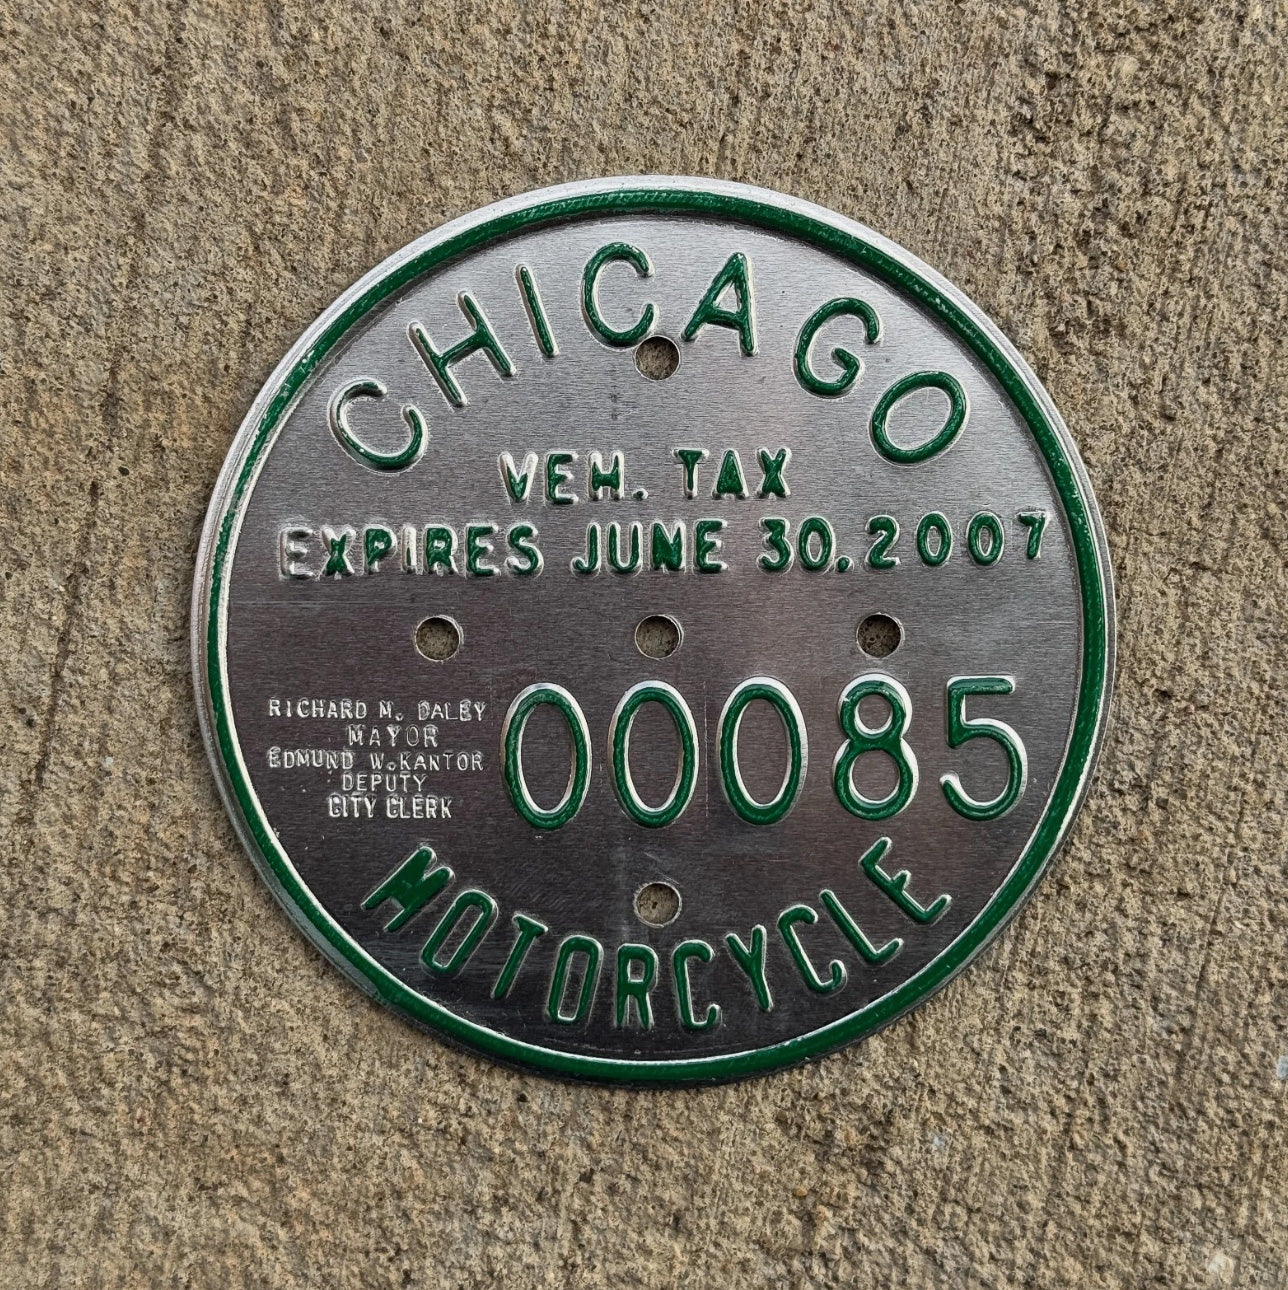 CHICAGO
VEH. TAX
EXPIRES JUNE 30, 2007
00085
RICHARD M. DALEY
MAYOR
EDMUND W. KANTOR
DEPUTY
CITY CLERK
MOTORCYCLE